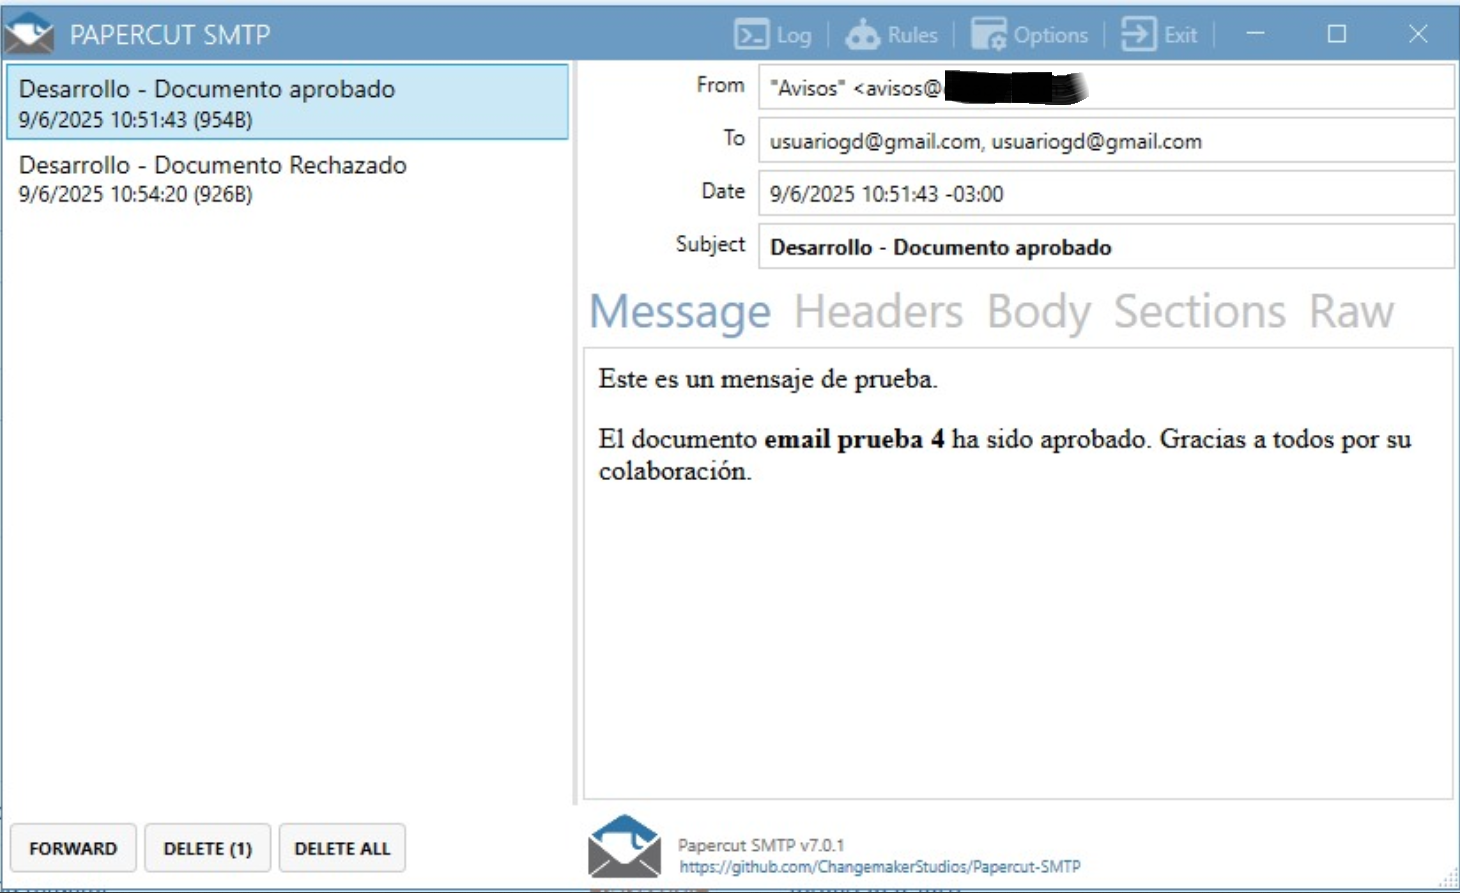 PAPERCUT SMTP
Log
Rules
Options
Exit
Desarrollo - Documento aprobado
9/6/2025 10:51:43 (954B)
Desarrollo - Documento Rechazado
9/6/2025 10:54:20 (926B)
From "Avisos" <avisos@
To usuariogd@gmail.com, usuariogd@gmail.com
Date 9/6/2025 10:51:43 -03:00
Subject Desarrollo - Documento aprobado
Message Headers Body Sections Raw
Este es un mensaje de prueba.
El documento email prueba 4 ha sido aprobado. Gracias a todos por su
colaboración.
FORWARD
DELETE (1)
DELETE ALL
Papercut SMTP v7.0.1
https://github.com/ChangemakerStudios/Papercut-SMTP